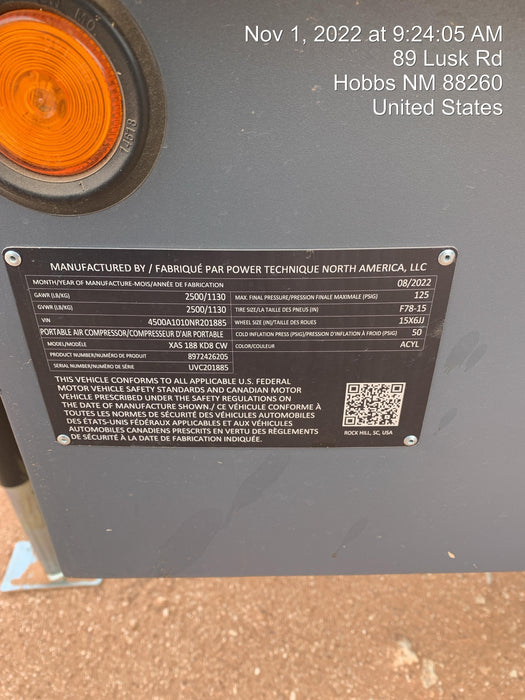 Nov 1, 2022 at 9:24:05 AM
89 Lusk Rd
Hobbs NM 88260
United States
MANUFACTURED BY / FABRIQUÉ PAR POWER TECHNIQUE NORTH AMERICA, LLC
MONTH/YEAR OF MANUFACTURE-MOIS/ANNÉE DE FABRICATION 08/2022
GAWR (LB/KG) 2500/1130 MAX. FINAL PRESSURE/PRESSION FINALE MAXIMALE (PSIG) 125
GVWR (LB/KG) 2500/1130 TIRE SIZE/LA TAILLE DES PNEUS (IN) F78-15
VIN 4500A1010NR201885 WHEEL SIZE (IN)/TAILLE DES ROUES 15X6JJ
PORTABLE AIR COMPRESSOR/COMPRESSEUR D'AIR PORTABLE COLD INFLATION PRESS (PSIG)/PRESSION D'INFLATION À FROID (PSIG) 50
MODEL/MODÈLE XAS 188 KD8 CW COLOR/COULEUR ACYL
PRODUCT NUMBER/NUMÉRO DE PRODUIT 8972426205
SERIAL NUMBER/NUMÉRO DE SÉRIE UVC201885
THIS VEHICLE CONFORMS TO ALL APPLICABLE U.S. FEDERAL
MOTOR VEHICLE SAFETY STANDARDS AND CANADIAN MOTOR
VEHICLE PRESCRIBED UNDER THE SAFETY REGULATIONS ON
THE DATE OF MANUFACTURE SHOWN./ CE VÉHICULE CONFORME À
TOUTES LES NORMES DE SÉCURITÉ DES VÉHICULES AUTOMOBILES
DES ÉTATS-UNIS FÉDÉRAUX APPLICABLES ET AUX VÉHICULES
AUTOMOBILES CANADIENS PRESCRITS EN VERTU DES RÈGLEMENTS
DE SÉCURITÉ À LA DATE DE FABRICATION INDIQUÉE.
ROCK HILL, SC, USA